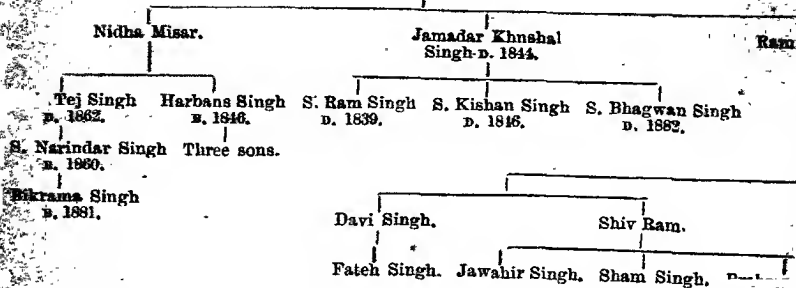 Nidha Misar.
Jamadar Khushal
Singh D. 1844.
Ram
Tej Singh Harbans Singh S. Ram Singh S. Kishan Singh S. Bhagwan Singh
D. 1862. B. 1846. D. 1839. D. 1846. D. 1882.
S. Narindar Singh Three sons.
B. 1860.
Bikrama Singh
B. 1881.
Davi Singh. Shiv Ram.
Fateh Singh. Jawahir Singh. Sham Singh.